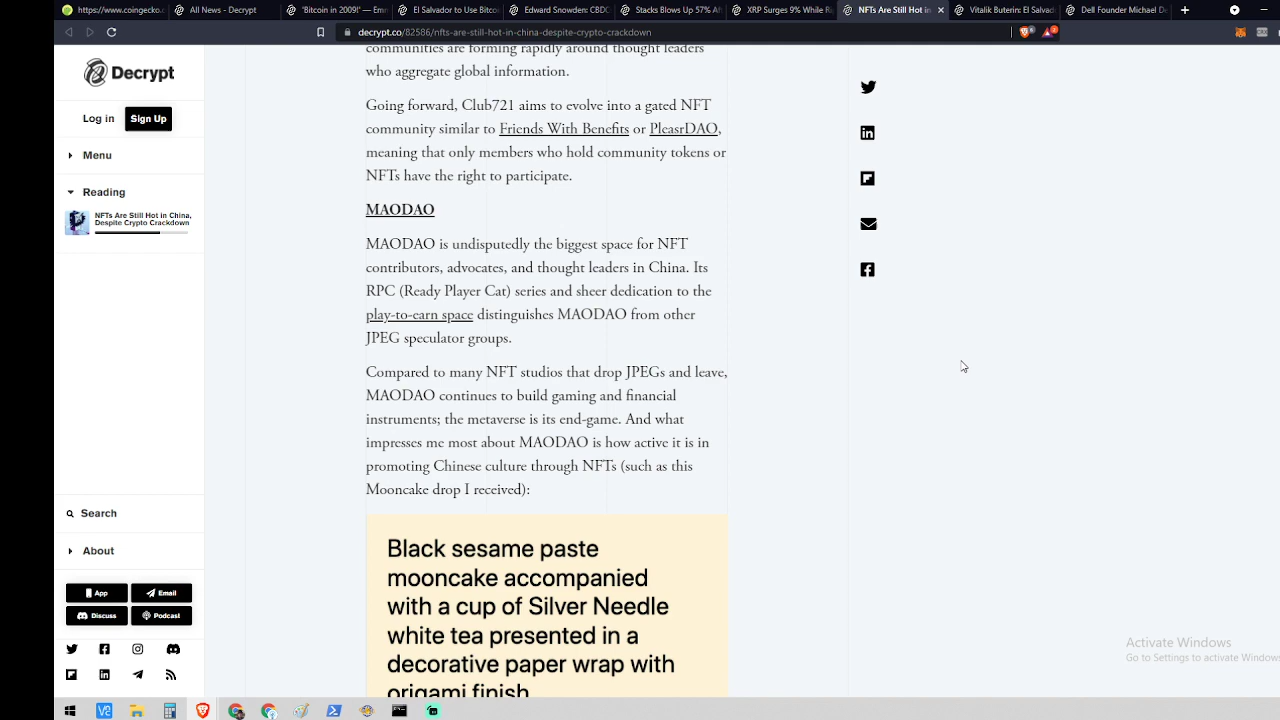 https://www.coingecko.c
All News - Decrypt
'Bitcoin in 2009!' — Emr
El Salvador to Use Bitco
Edward Snowden: CBDC
Stacks Blows Up 57% Af
XRP Surges 9% While R
NFTs Are Still Hot in
Vitalik Buterin: El Salvad
Dell Founder Michael D
decrypt.co/82586/nfts-are-still-hot-in-china-despite-crypto-crackdown
Decrypt
Log in
Sign Up
Menu
Reading
NFTs Are Still Hot in China,
Despite Crypto Crackdown
communities are forming rapidly around thought leaders
who aggregate global information.
Going forward, Club721 aims to evolve into a gated NFT
community similar to Friends With Benefits or PleasrDAO,
meaning that only members who hold community tokens or
NFTs have the right to participate.
MAODAO
MAODAO is undisputedly the biggest space for NFT
contributors, advocates, and thought leaders in China. Its
RPC (Ready Player Cat) series and sheer dedication to the
play-to-earn space distinguishes MAODAO from other
JPEG speculator groups.
Compared to many NFT studios that drop JPEGs and leave,
MAODAO continues to build gaming and financial
instruments; the metaverse is its end-game. And what
impresses me most about MAODAO is how active it is in
promoting Chinese culture through NFTs (such as this
Mooncake drop I received):
Black sesame paste
mooncake accompanied
with a cup of Silver Needle
white tea presented in a
decorative paper wrap with
origami finish
Search
About
App
Email
Discuss
Podcast
Activate Windows
Go to Settings to activate Windows